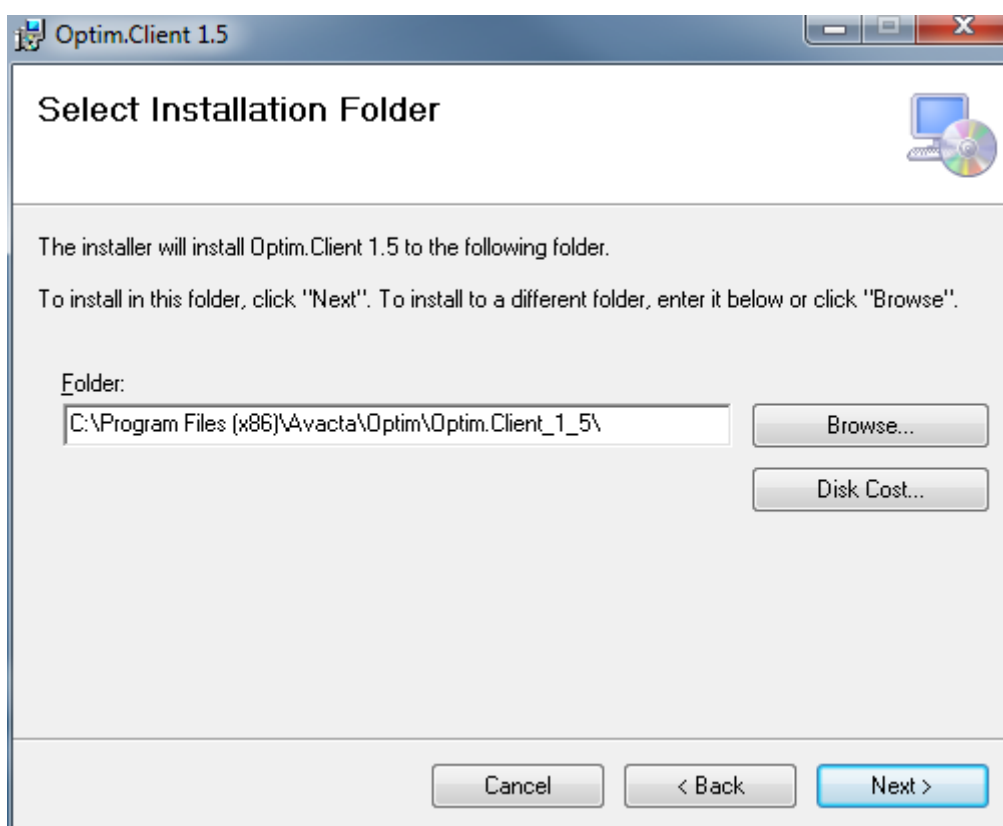 Optim.Client 1.5
Select Installation Folder
The installer will install Optim.Client 1.5 to the following folder.
To install in this folder, click "Next". To install to a different folder, enter it below or click "Browse".
Folder:
C:\Program Files (x86)\Avacta\Optim\Optim.Client_1_5\
Browse...
Disk Cost...
Cancel
< Back
Next >